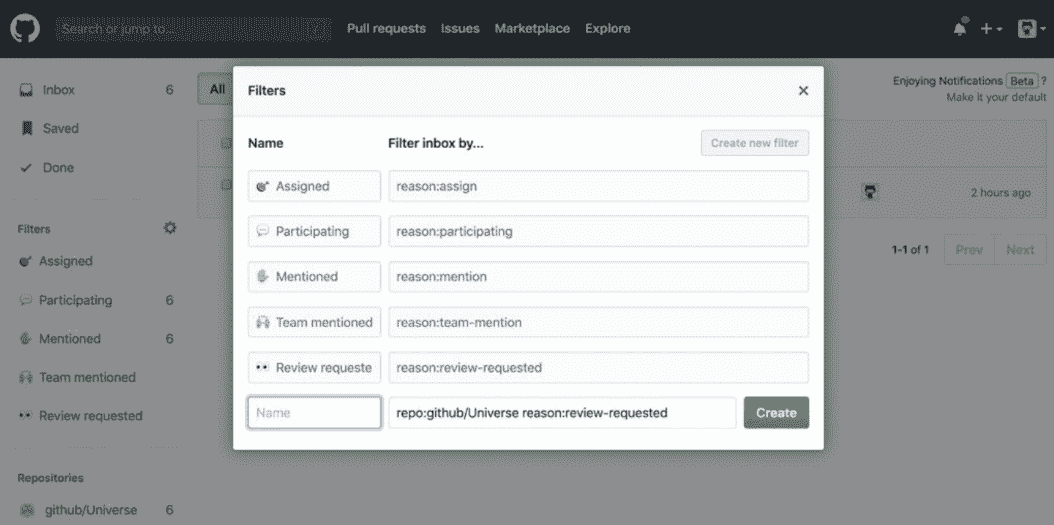 Search or jump to...
/
Pull requests
Issues
Marketplace
Explore
Inbox 6
Saved
Done
Filters
Assigned
Participating 6
Mentioned 6
Team mentioned
Review requested
Repositories
github/Universe 6
All
Enjoying Notifications Beta ?
Make it your default
2 hours ago
1-1 of 1
Prev
Next
Filters
Name
Filter inbox by...
Create new filter
Assigned
reason:assign
Participating
reason:participating
Mentioned
reason:mention
Team mentioned
reason:team-mention
Review requeste
reason:review-requested
Name
repo:github/Universe reason:review-requested
Create